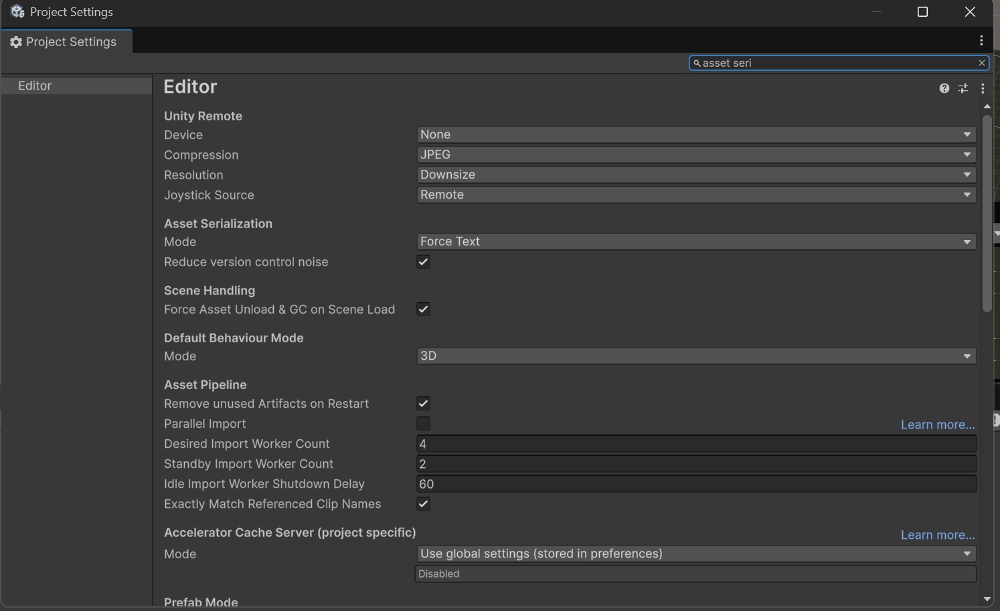 Project Settings
Project Settings
asset seri
Editor
Editor
Unity Remote
Device None
Compression JPEG
Resolution Downsize
Joystick Source Remote
Asset Serialization
Mode Force Text
Reduce version control noise
Scene Handling
Force Asset Unload & GC on Scene Load
Default Behaviour Mode
Mode 3D
Asset Pipeline
Remove unused Artifacts on Restart
Parallel Import Learn more...
Desired Import Worker Count 4
Standby Import Worker Count 2
Idle Import Worker Shutdown Delay 60
Exactly Match Referenced Clip Names
Accelerator Cache Server (project specific) Learn more...
Mode Use global settings (stored in preferences)
Disabled
Prefab Mode